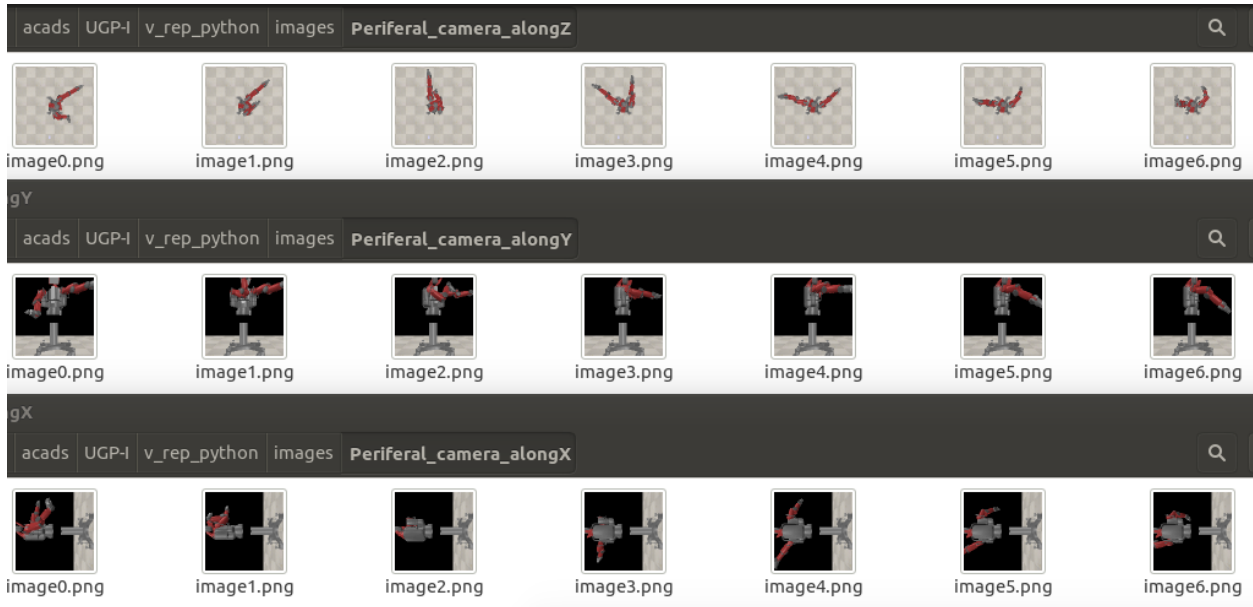 acads UGP-I v_rep_python images Periferal_camera_alongZ
image0.png image1.png image2.png image3.png image4.png image5.png image6.png
gY
acads UGP-I v_rep_python images Periferal_camera_alongY
image0.png image1.png image2.png image3.png image4.png image5.png image6.png
gX
acads UGP-I v_rep_python images Periferal_camera_alongX
image0.png image1.png image2.png image3.png image4.png image5.png image6.png